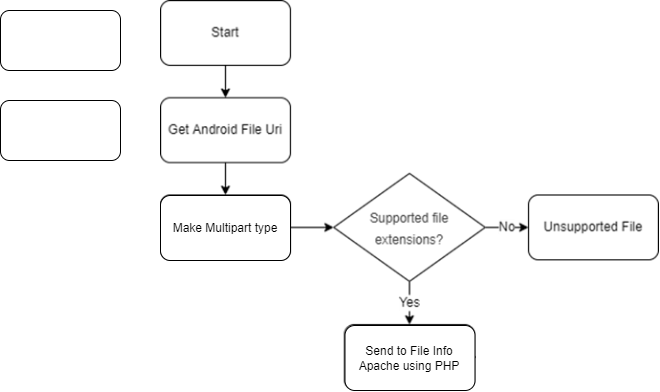 Start
Get Android File Uri
Make Multipart type
Supported file
extensions?
No
Unsupported File
Yes
Send to File Info
Apache using PHP